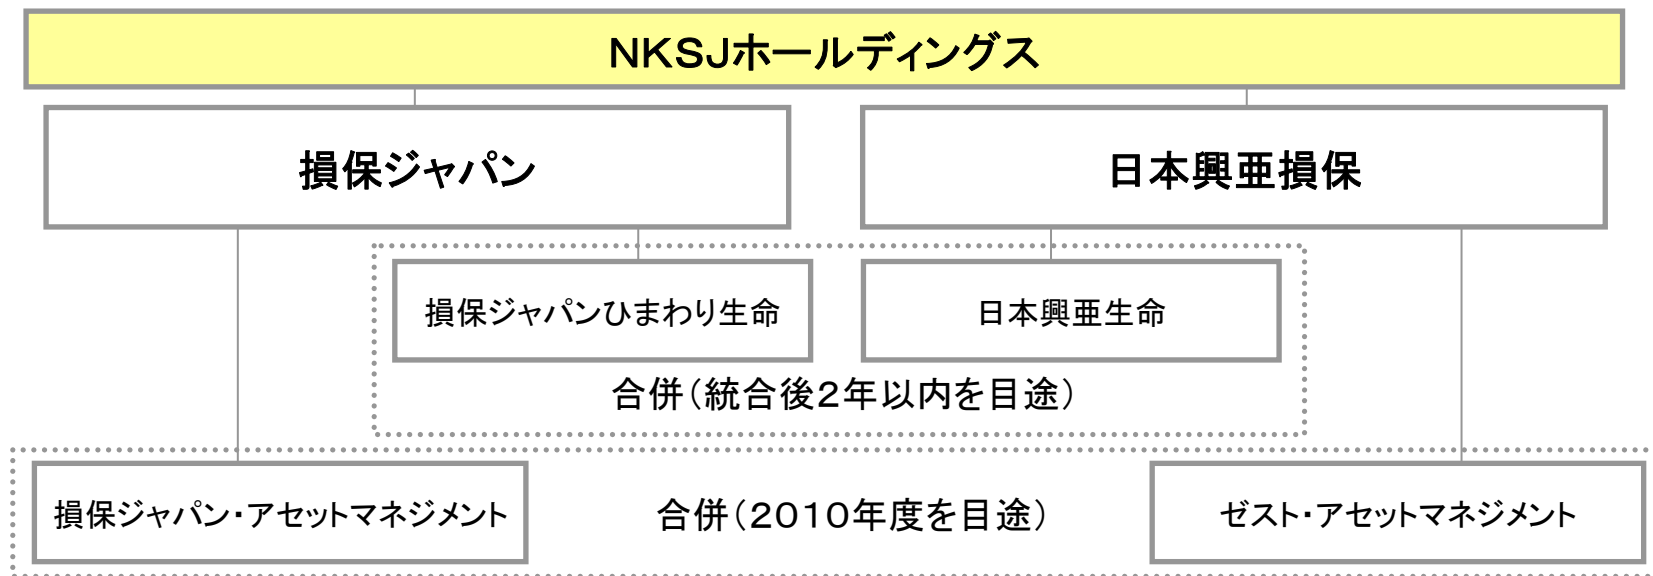 NKSJホールディングス
損保ジャパン
日本興亜損保
損保ジャパンひまわり生命
日本興亜生命
合併(統合後2年以内を目途)
損保ジャパン・アセットマネジメント
合併(2010年度を目途)
ゼスト・アセットマネジメント